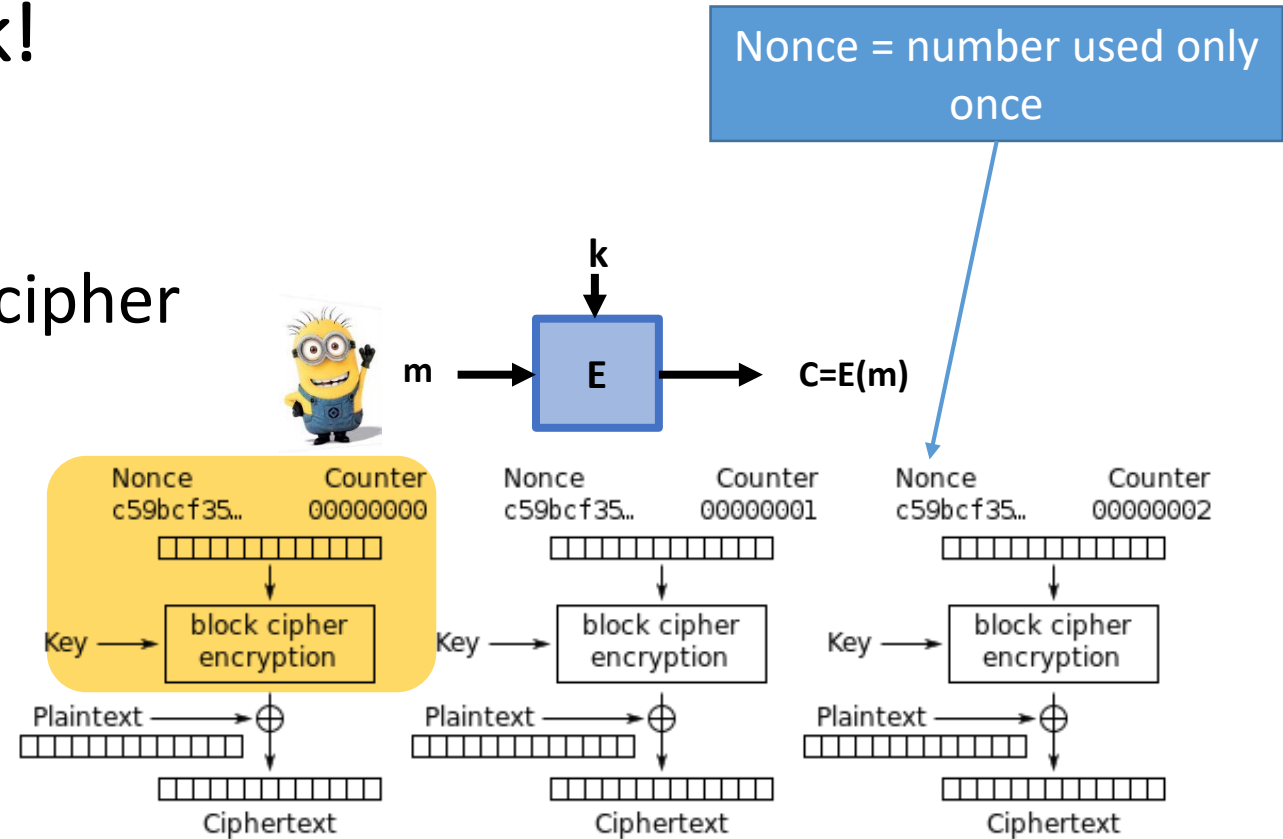 k!
Nonce = number used only
once
cipher
k
m
E
C=E(m)
Nonce Counter Nonce Counter Nonce Counter
c59bcf35… 00000000 c59bcf35… 00000001 c59bcf35… 00000002
Key block cipher encryption Key block cipher encryption Key block cipher encryption
Plaintext Plaintext Plaintext
Ciphertext Ciphertext Ciphertext